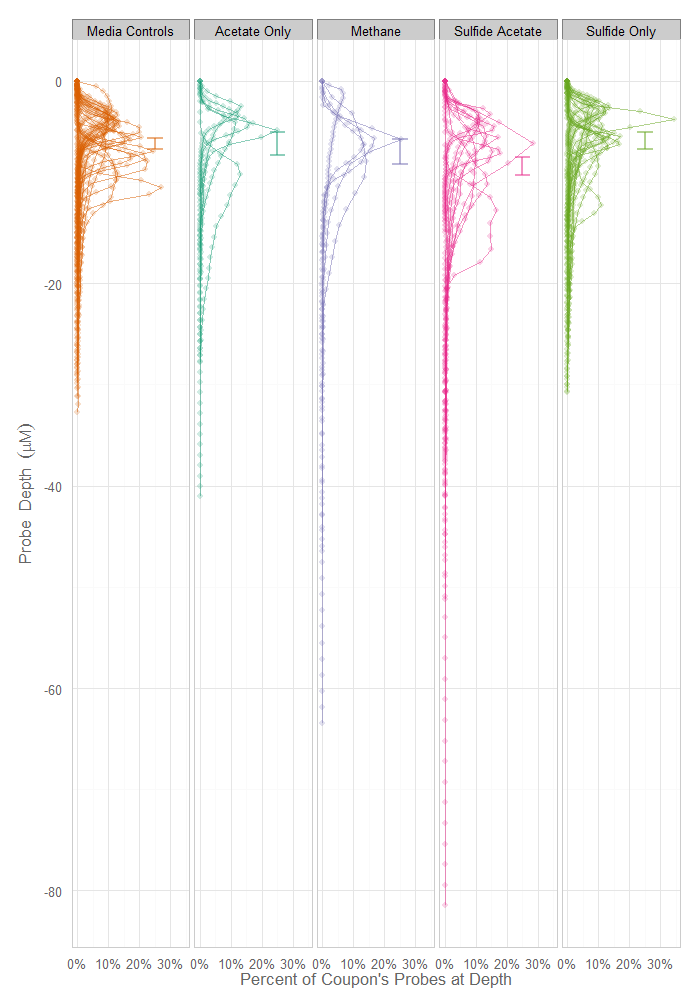 Media Controls Acetate Only Methane Sulfide Acetate Sulfide Only
0
-20
-40
-60
-80
Probe Depth (μM)
0% 10% 20% 30% 0% 10% 20% 30% 0% 10% 20% 30% 0% 10% 20% 30% 0% 10% 20% 30%
Percent of Coupon's Probes at Depth